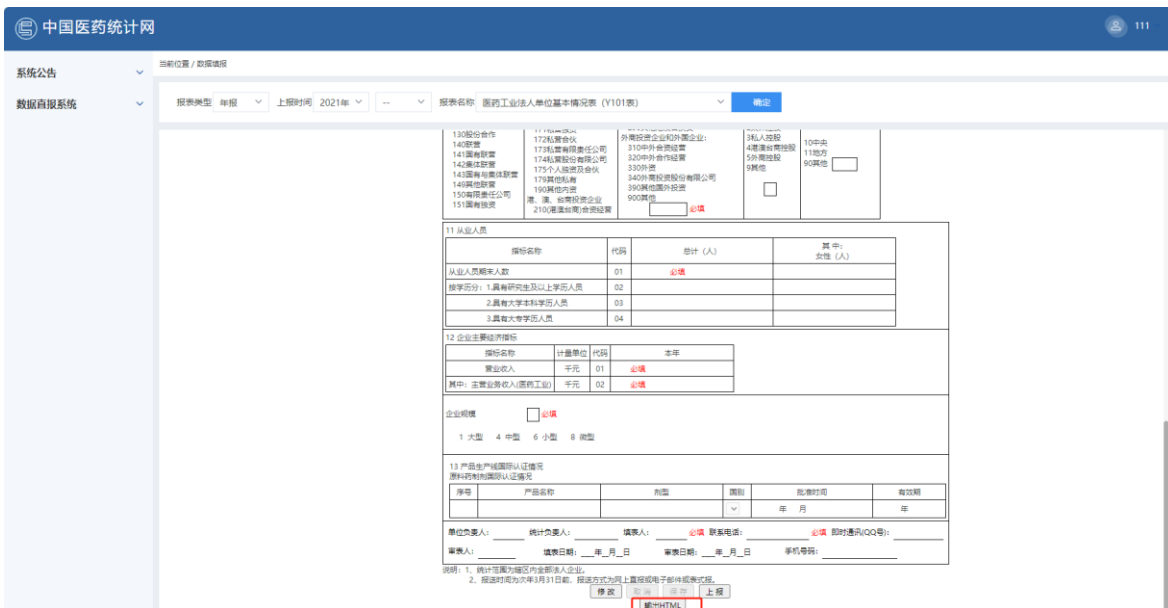 中国医药统计网
111
系统公告
数据直报系统
当前位置 / 数据填报
报表类型 年报 上报时间 2021年 -- 报表名称 医药工业法人单位基本情况表（Y101表） 确定
130股份合作
140联营
141国有联营
142集体联营
143国有与集体联营
149其他联营
150有限责任公司
151国有独资
172私营合伙
173私营有限责任公司
174私营股份有限公司
175个人独资及合伙
179其他私有
190其他内资
港、澳、台商投资企业
210(港澳台商)合资经营
外商投资企业和外国企业:
310中外合资经营
320中外合作经营
330外资
340外商投资股份有限公司
390其他国外投资
900其他
必填
3私人控股
4港澳台商控股
5外商控股
9其他
10中央
11地方
90其他
11 从业人员
指标名称 代码 总计（人） 其 中:
女性（人）
从业人员期末人数 01 必填
按学历分：1.具有研究生及以上学历人员 02
2.具有大学本科学历人员 03
3.具有大专学历人员 04
12 企业主要经济指标
指标名称 计量单位 代码 本年
营业收入 千元 01 必填
其中：主营业务收入(医药工业) 千元 02 必填
企业规模 必填
1 大型 4 中型 6 小型 8 微型
13 产品生产线国际认证情况
原料药制剂国际认证情况
序号 产品名称 剂型 国别 批准时间 有效期
年 月 年
单位负责人： 统计负责人： 填表人： 必填 联系电话： 必填 即时通讯(QQ号)：
审表人： 填表日期： 年 月 日 审表日期： 年 月 日 手机号码：
说明：1、统计范围为辖区内全部法人企业。
2、报送时间为次年3月31日前。报送方式为网上直报或电子邮件或表式报。
修 改 取 消 保 存 上 报
输出HTML